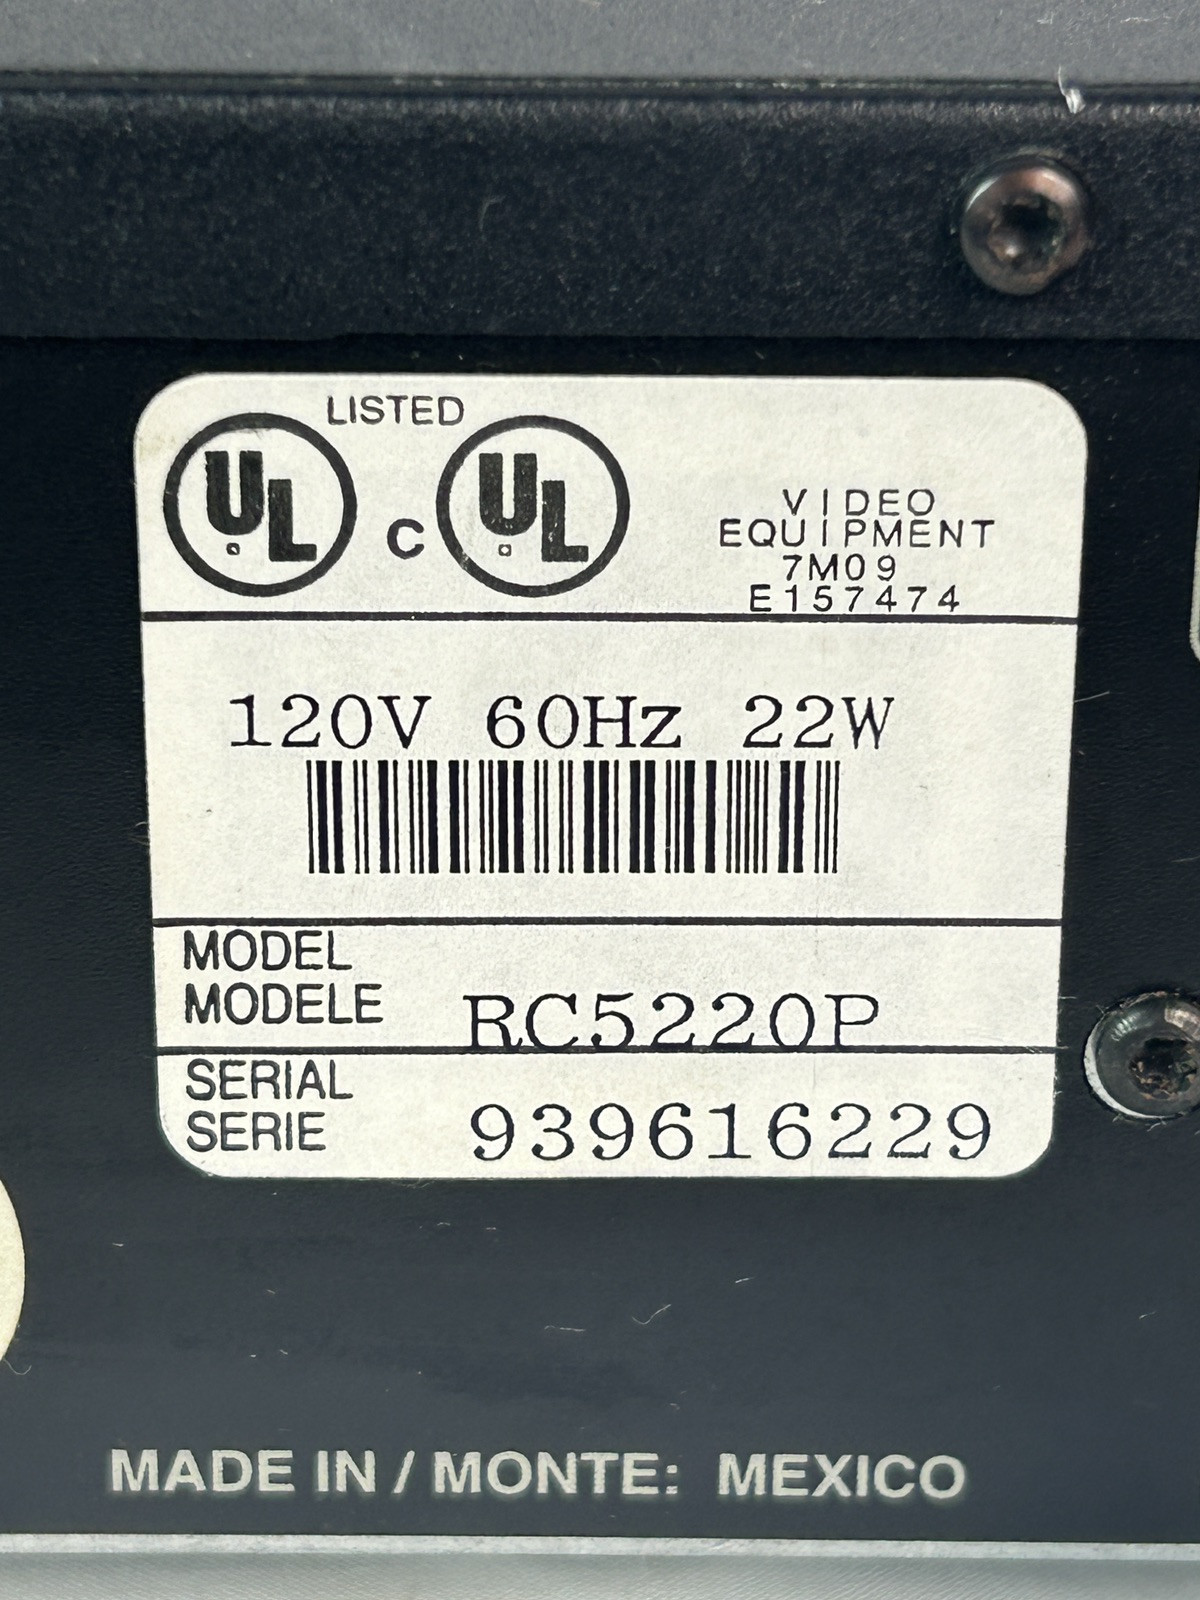 LISTED
UL C UL
VIDEO
EQUIPMENT
7M09
E157474
120V 60Hz 22W
MODEL
MODELE
RC5220P
SERIAL
SERIE
939616229
MADE IN / MONTE: MEXICO